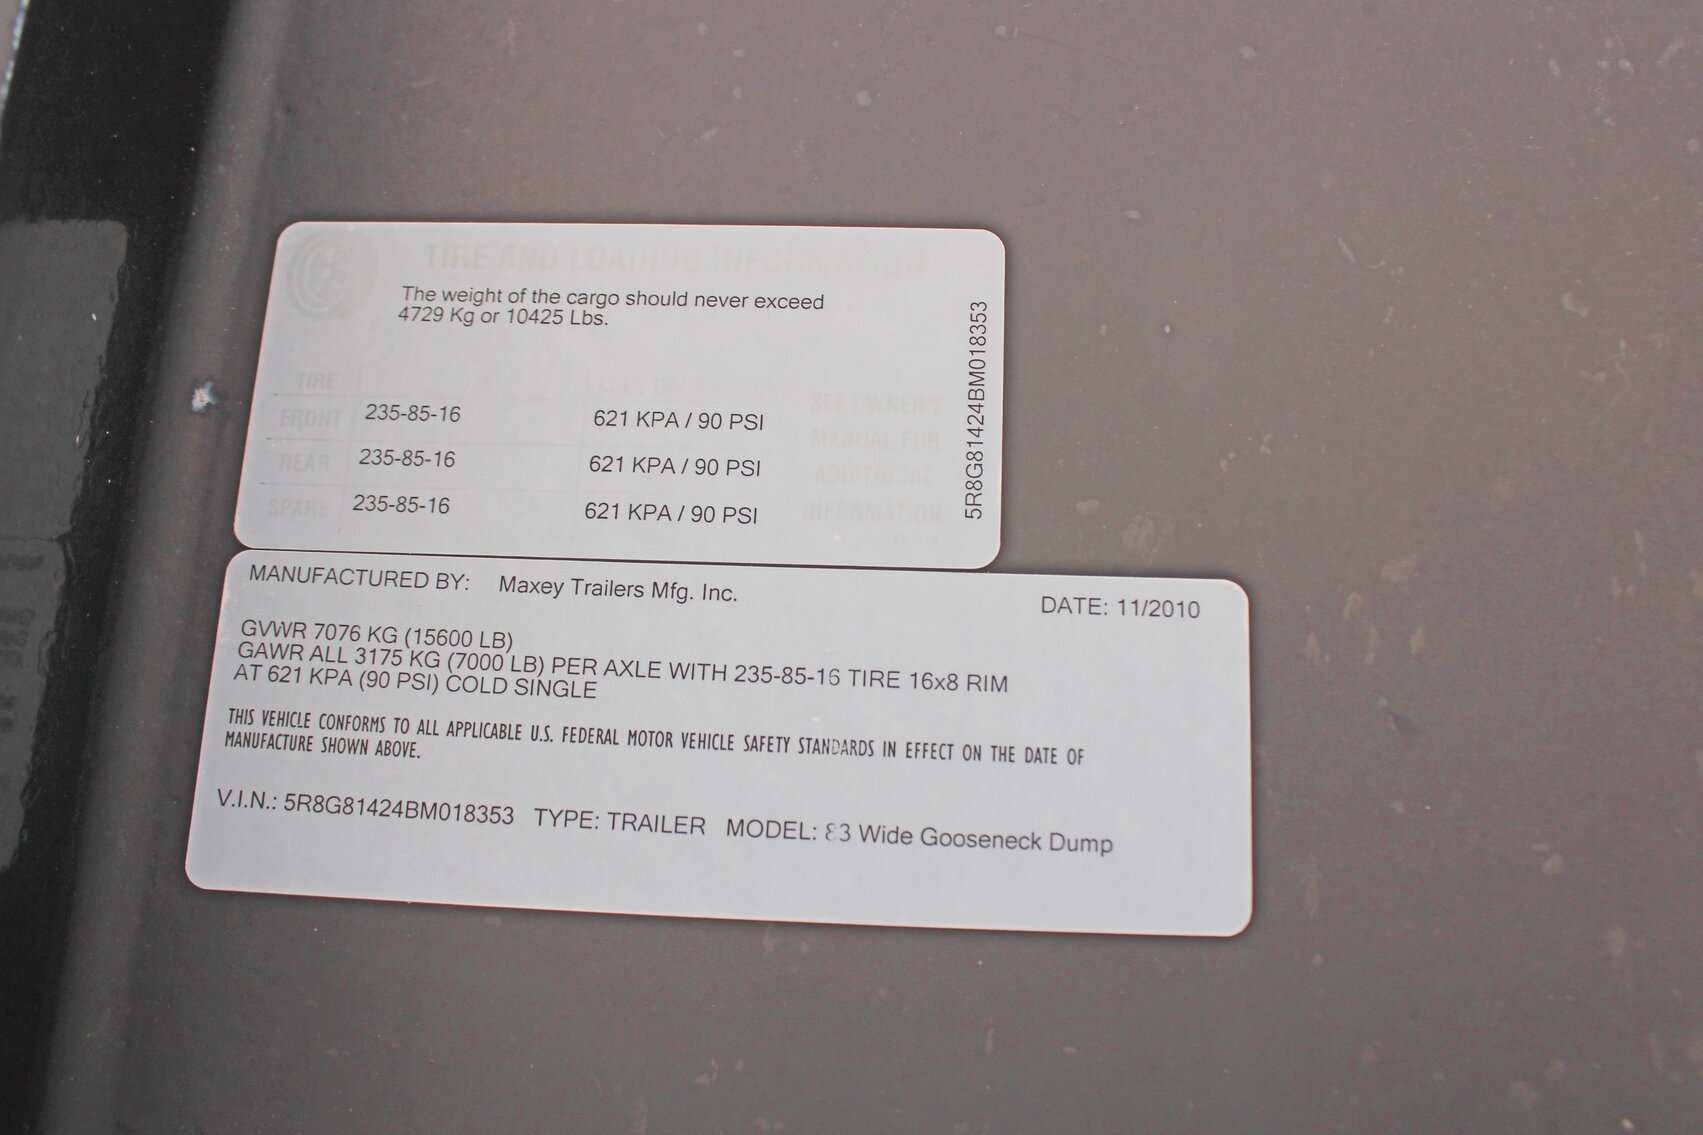 TIRE AND LOADING INFORMATION
The weight of the cargo should never exceed
4729 Kg or 10425 Lbs.
TIRE SIZE
FRONT 235-85-16 621 KPA / 90 PSI
REAR 235-85-16 621 KPA / 90 PSI
SPARE 235-85-16 621 KPA / 90 PSI
SEE OWNER'S
MANUAL FOR
ADDITIONAL
INFORMATION
5R8G81424BM018353
MANUFACTURED BY: Maxey Trailers Mfg. Inc.
DATE: 11/2010
GVWR 7076 KG (15600 LB)
GAWR ALL 3175 KG (7000 LB) PER AXLE WITH 235-85-16 TIRE 16x8 RIM
AT 621 KPA (90 PSI) COLD SINGLE
THIS VEHICLE CONFORMS TO ALL APPLICABLE U.S. FEDERAL MOTOR VEHICLE SAFETY STANDARDS IN EFFECT ON THE DATE OF
MANUFACTURE SHOWN ABOVE.
V.I.N.: 5R8G81424BM018353 TYPE: TRAILER MODEL: 83 Wide Gooseneck Dump